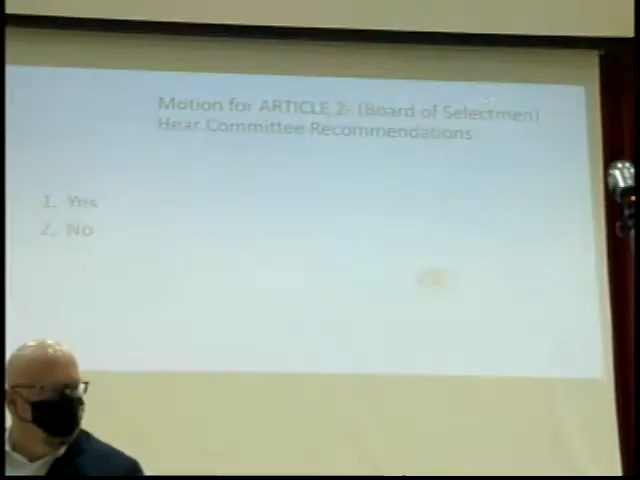 Motion for ARTICLE 2- (Board of Selectmen)
Hear Committee Recommendations
1. Yes
2. No